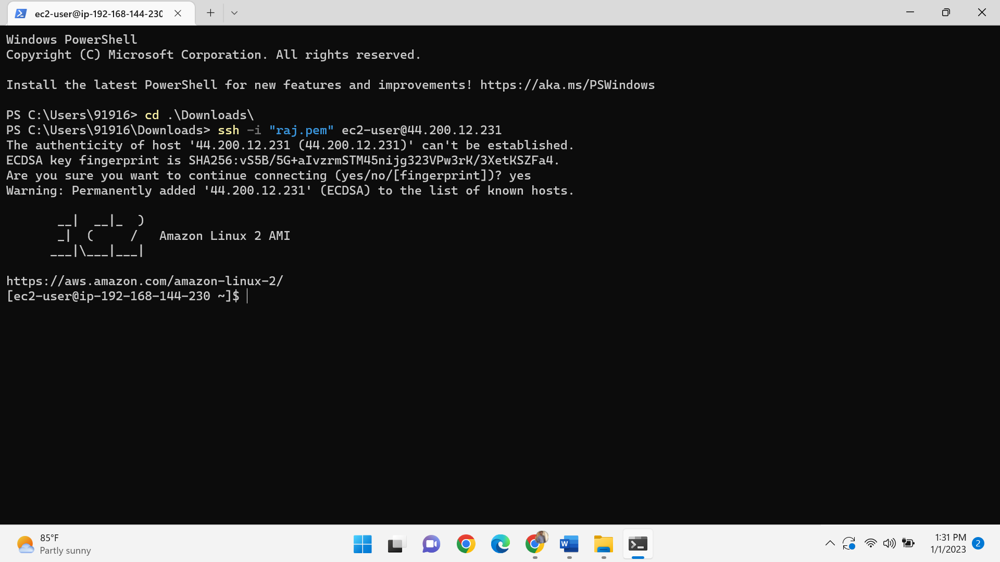 ec2-user@ip-192-168-144-230
Windows PowerShell
Copyright (C) Microsoft Corporation. All rights reserved.
Install the latest PowerShell for new features and improvements! https://aka.ms/PSWindows
PS C:\Users\91916> cd .\Downloads\
PS C:\Users\91916\Downloads> ssh -i "raj.pem" ec2-user@44.200.12.231
The authenticity of host '44.200.12.231 (44.200.12.231)' can't be established.
ECDSA key fingerprint is SHA256:vS5B/5G+aIvzrmSTM45nijg323VPw3rK/3XetKSZFa4.
Are you sure you want to continue connecting (yes/no/[fingerprint])? yes
Warning: Permanently added '44.200.12.231' (ECDSA) to the list of known hosts.
       __|  __|_  )
       _|  (     /   Amazon Linux 2 AMI
      ___|\___|___|
https://aws.amazon.com/amazon-linux-2/
[ec2-user@ip-192-168-144-230 ~]$
85°F
Partly sunny
W
1:31 PM
1/1/2023
2